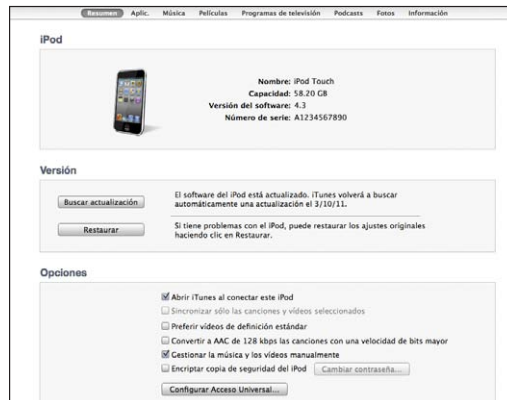 Resumen Aplic. Música Películas Programas de televisión Podcasts Fotos Información
iPod
Nombre: iPod Touch
Capacidad: 58.20 GB
Versión del software: 4.3
Número de serie: A1234567890
Versión
Buscar actualización
El software del iPod está actualizado. iTunes volverá a buscar
automáticamente una actualización el 3/10/11.
Restaurar
Si tiene problemas con el iPod, puede restaurar los ajustes originales
haciendo clic en Restaurar.
Opciones
Abrir iTunes al conectar este iPod
Sincronizar sólo las canciones y vídeos seleccionados
Preferir vídeos de definición estándar
Convertir a AAC de 128 kbps las canciones con una velocidad de bits mayor
Gestionar la música y los vídeos manualmente
Encriptar copia de seguridad del iPod Cambiar contraseña...
Configurar Acceso Universal...